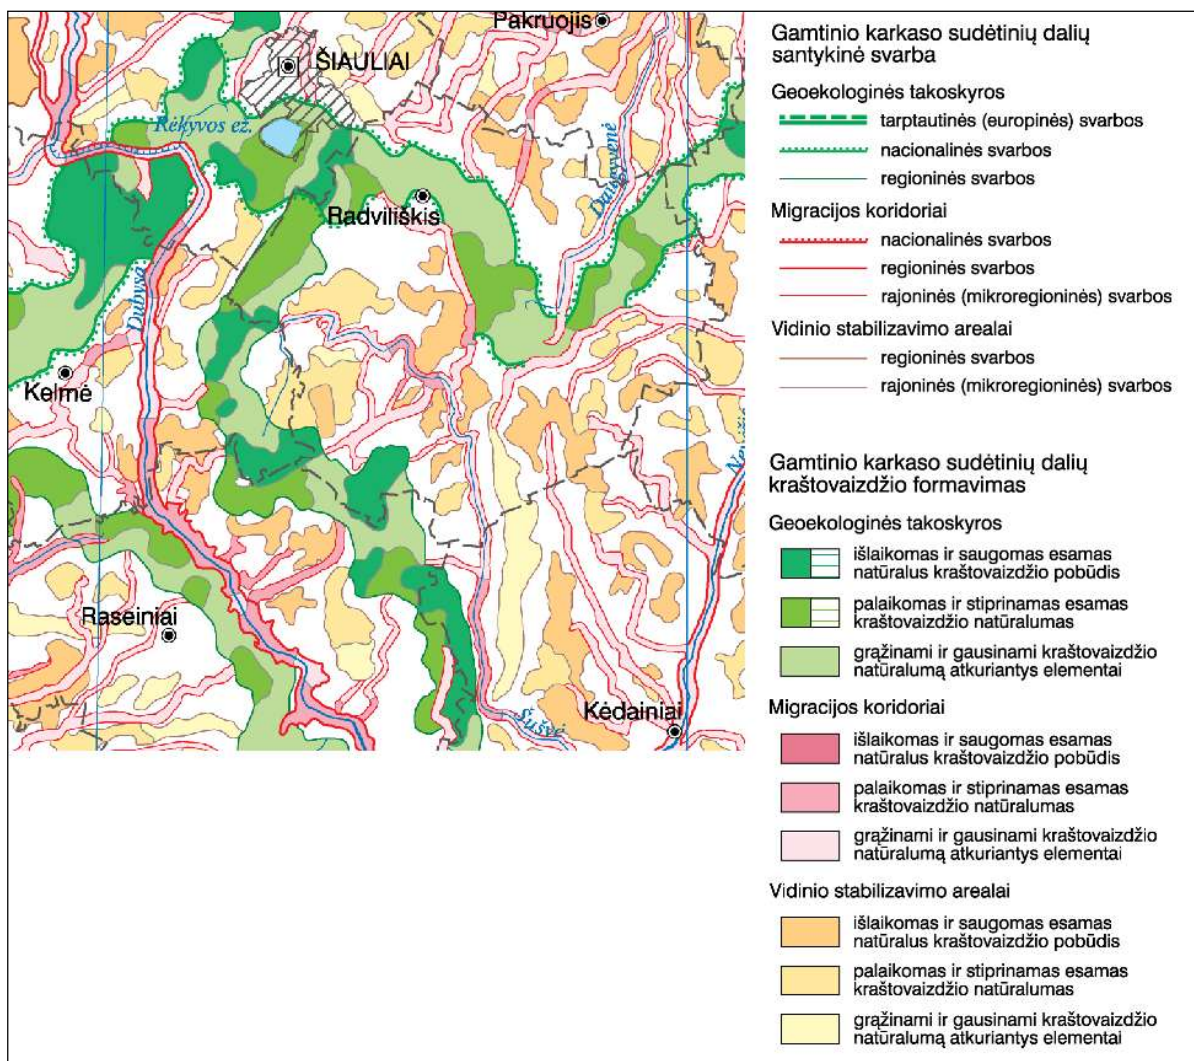 Pakruojis
ŠIAULIAI
Rėkyvos ež.
Daugyvenė
Radviliškis
Dubysa
Kelmė
Raseiniai
Šušvė
Kėdainiai
Gamtinio karkaso sudėtinių dalių
santykinė svarba
Geoekologinės takoskyros
tarptautinės (europinės) svarbos
nacionalinės svarbos
regioninės svarbos
Migracijos koridoriai
nacionalinės svarbos
regioninės svarbos
rajoninės (mikroregioninės) svarbos
Vidinio stabilizavimo arealai
regioninės svarbos
rajoninės (mikroregioninės) svarbos
Gamtinio karkaso sudėtinių dalių
kraštovaizdžio formavimas
Geoekologinės takoskyros
išlaikomas ir saugomas esamas
natūralus kraštovaizdžio pobūdis
palaikomas ir stiprinamas esamas
kraštovaizdžio natūralumas
grąžinami ir gausinami kraštovaizdžio
natūralumą atkuriantys elementai
Migracijos koridoriai
išlaikomas ir saugomas esamas
natūralus kraštovaizdžio pobūdis
palaikomas ir stiprinamas esamas
kraštovaizdžio natūralumas
grąžinami ir gausinami kraštovaizdžio
natūralumą atkuriantys elementai
Vidinio stabilizavimo arealai
išlaikomas ir saugomas esamas
natūralus kraštovaizdžio pobūdis
palaikomas ir stiprinamas esamas
kraštovaizdžio natūralumas
grąžinami ir gausinami kraštovaizdžio
natūralumą atkuriantys elementai